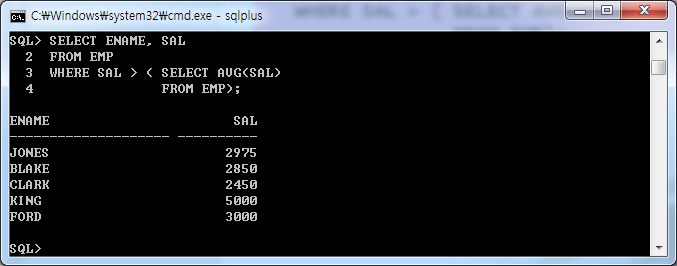 C:₩Windows₩system32₩cmd.exe - sqlplus
SQL> SELECT ENAME, SAL
  2  FROM EMP
  3  WHERE SAL > ( SELECT AVG(SAL)
  4                FROM EMP);
ENAME                       SAL
-------------------- ----------
JONES                      2975
BLAKE                      2850
CLARK                      2450
KING                       5000
FORD                       3000
SQL>